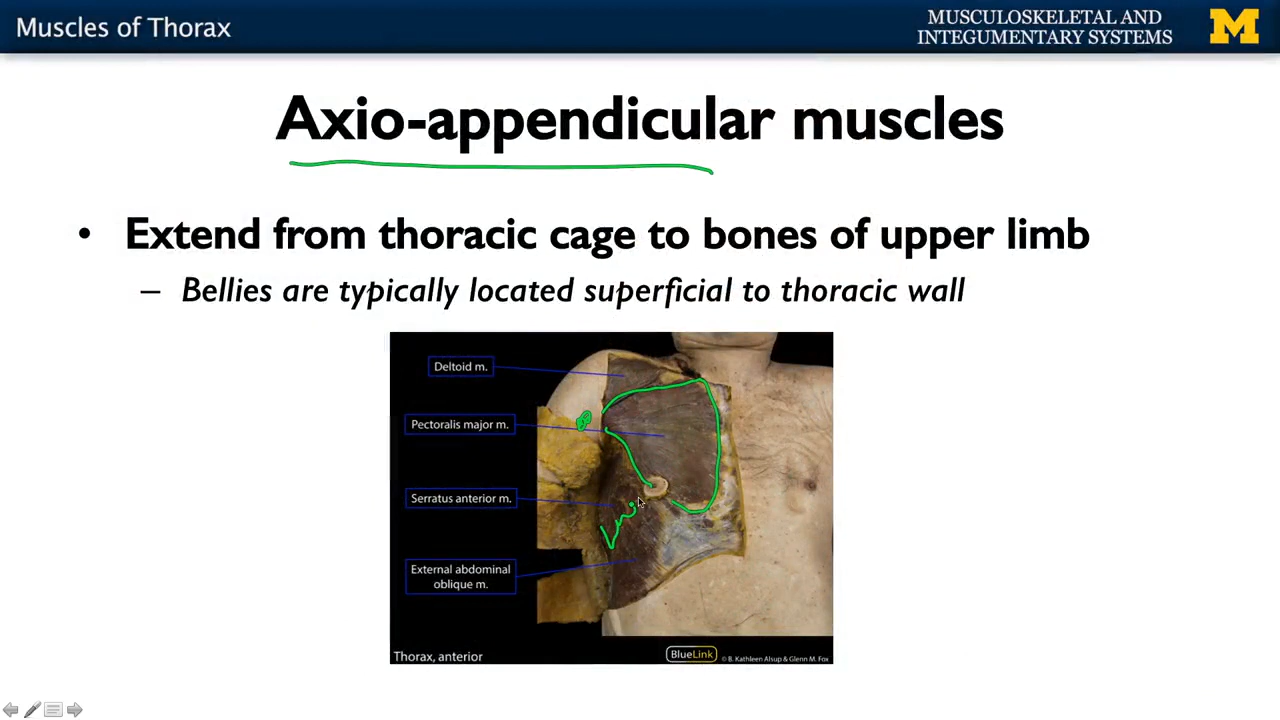 Muscles of Thorax
MUSCULOSKELETAL AND
INTEGUMENTARY SYSTEMS
M
Axio-appendicular muscles
• Extend from thoracic cage to bones of upper limb
– Bellies are typically located superficial to thoracic wall
Deltoid m.
Pectoralis major m.
Serratus anterior m.
External abdominal
oblique m.
Thorax, anterior
BlueLink
© B. Kathleen Alsup & Glenn M. Fox